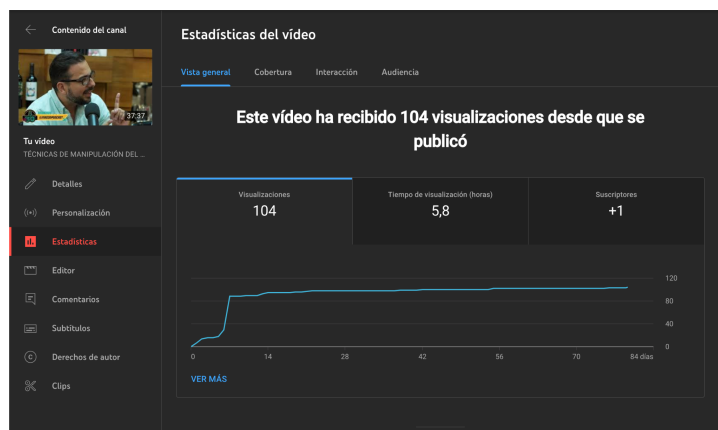 Contenido del canal
37:37
Tu vídeo
TÉCNICAS DE MANIPULACIÓN DEL ...
Detalles
Personalización
Estadísticas
Editor
Comentarios
Subtítulos
Derechos de autor
Clips
Estadísticas del vídeo
Vista general Cobertura Interacción Audiencia
Este vídeo ha recibido 104 visualizaciones desde que se
publicó
Visualizaciones Tiempo de visualización (horas) Suscriptores
104 5,8 +1
120
80
40
0
0 14 28 42 56 70 84 días
VER MÁS